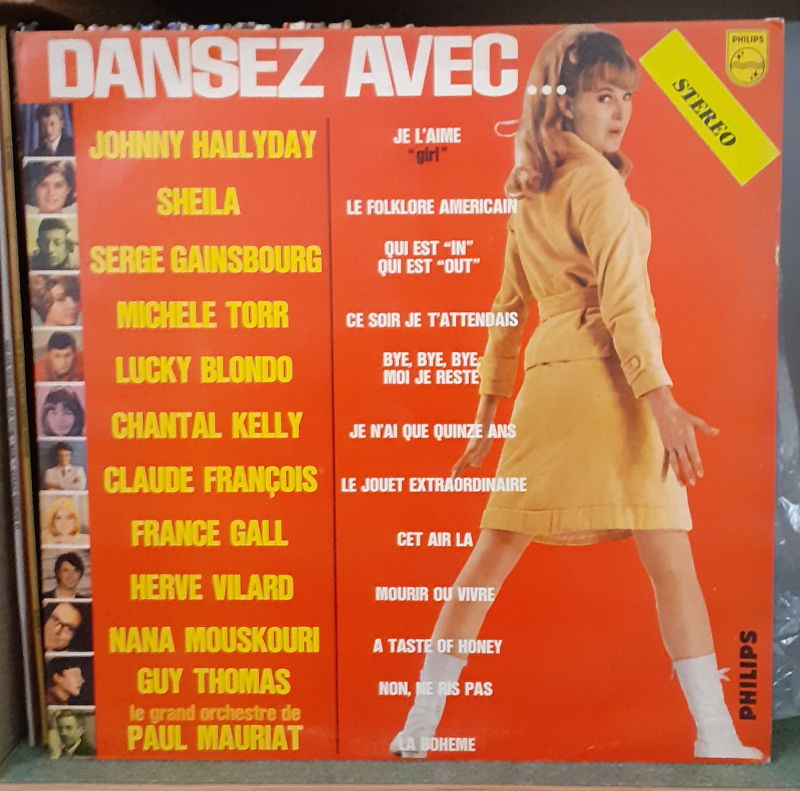 DANSEZ AVEC...
PHILIPS
STEREO
JOHNNY HALLYDAY
JE L'AIME
"girl"
SHEILA
LE FOLKLORE AMERICAIN
SERGE GAINSBOURG
QUI EST "IN"
QUI EST "OUT"
MICHELE TORR
CE SOIR JE T'ATTENDAIS
LUCKY BLONDO
BYE, BYE, BYE,
MOI JE RESTE
CHANTAL KELLY
JE N'AI QUE QUINZE ANS
CLAUDE FRANÇOIS
LE JOUET EXTRAORDINAIRE
FRANCE GALL
CET AIR LA
HERVE VILARD
MOURIR OU VIVRE
NANA MOUSKOURI
A TASTE OF HONEY
GUY THOMAS
NON, NE RIS PAS
le grand orchestre de
PAUL MAURIAT
LA BOHEME
PHILIPS